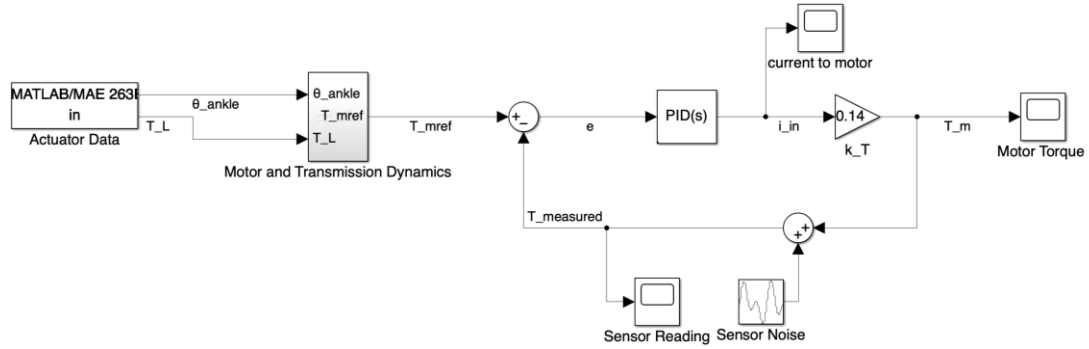 current to motor
MATLAB/MAE 263
in
Actuator Data
θ_ankle
T_L
θ_ankle
T_mref
T_L
Motor and Transmission Dynamics
T_mref
+
−
e
PID(s)
i_in
0.14
k_T
T_m
Motor Torque
T_measured
+
+
Sensor Reading
Sensor Noise